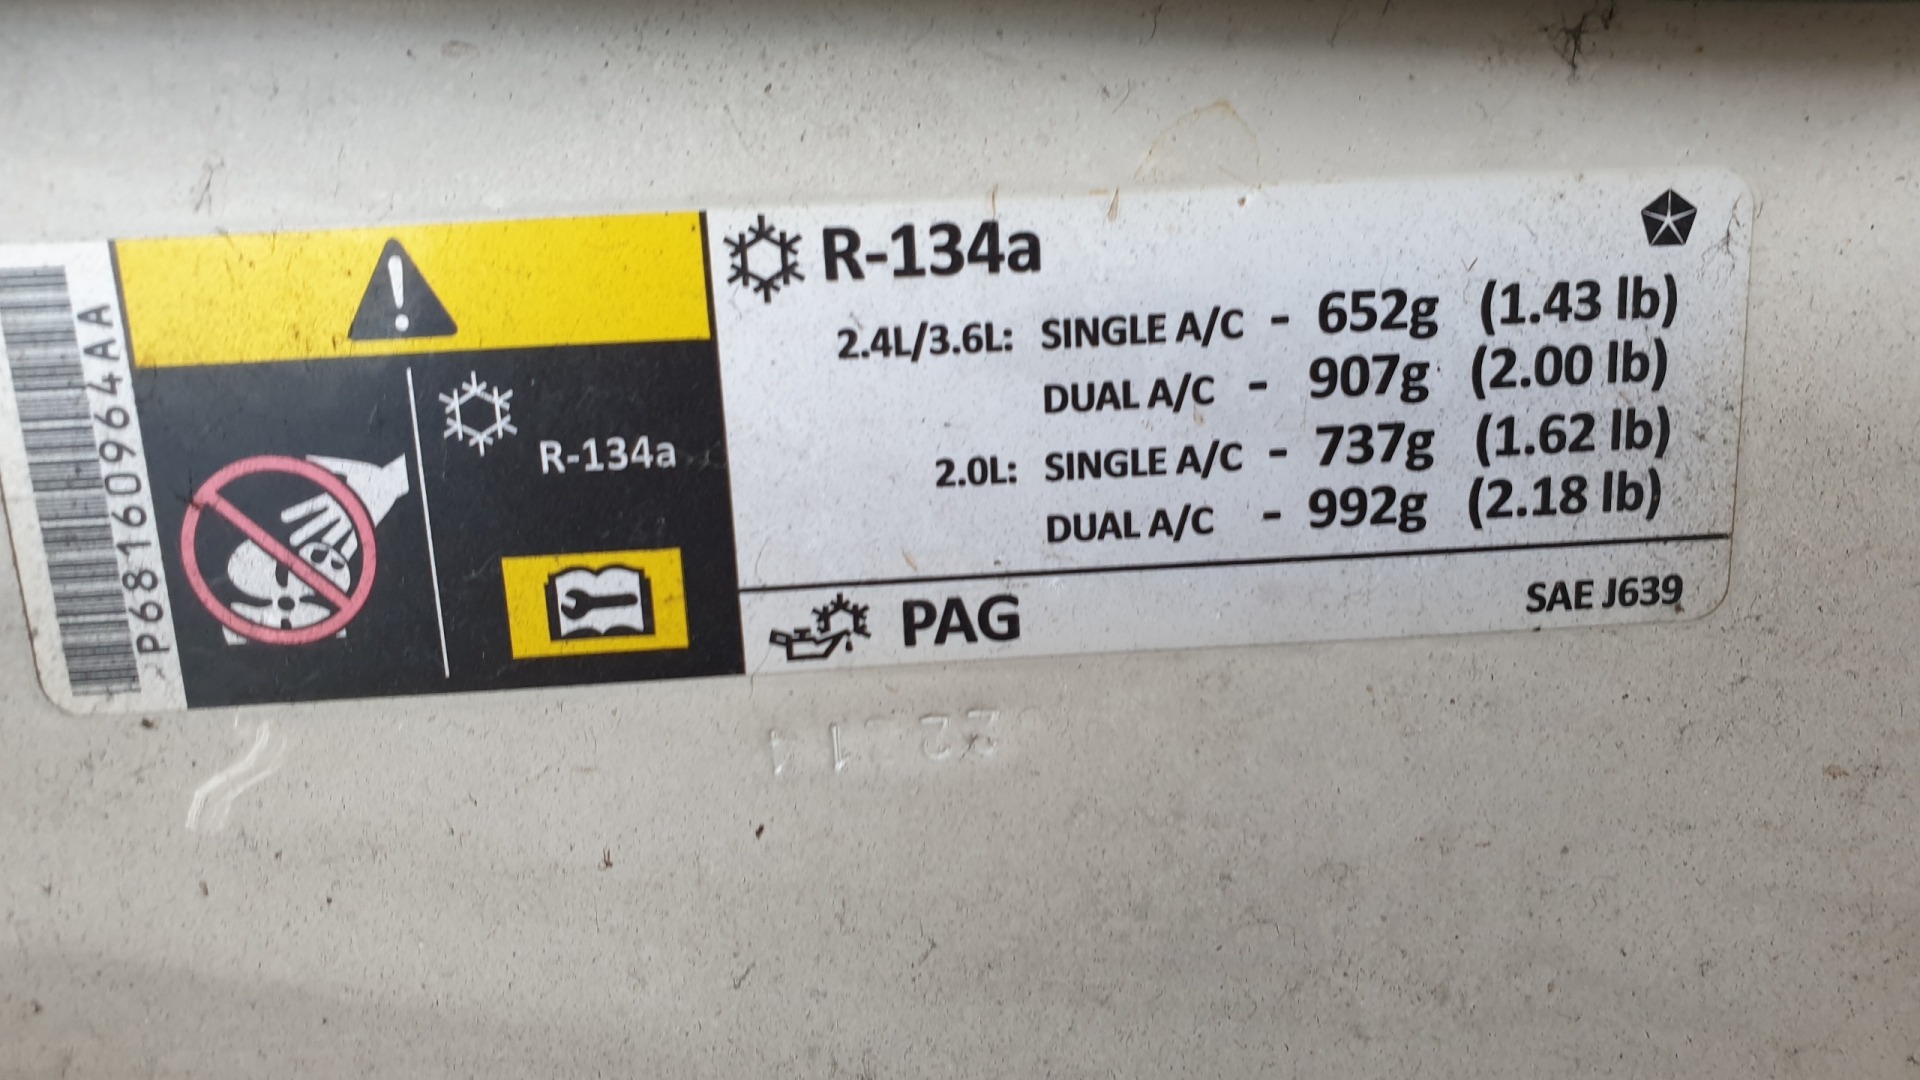 P68160964AA
R-134a
R-134a
2.4L/3.6L: SINGLE A/C - 652g (1.43 lb)
DUAL A/C - 907g (2.00 lb)
2.0L: SINGLE A/C - 737g (1.62 lb)
DUAL A/C - 992g (2.18 lb)
PAG
SAE J639